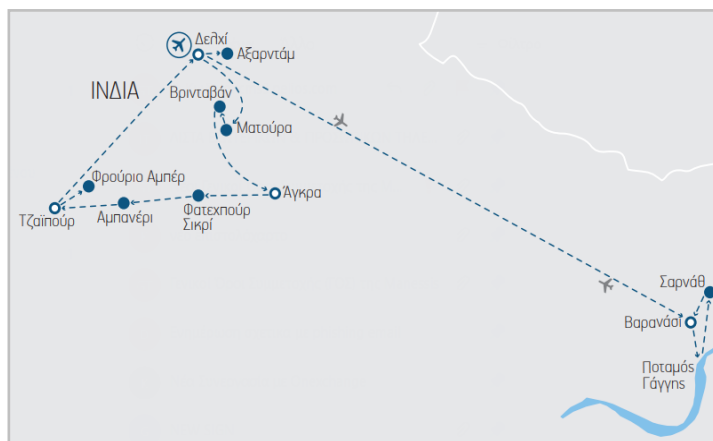 Δελχί
Αξαρντάμ
ΙΝΔΙΑ
Βρινταβάν
Ματούρα
Φρούριο Αμπέρ
Άγκρα
Τζαϊπούρ
Αμπανέρι
Φατεχπούρ
Σικρί
Σαρνάθ
Βαρανάσι
Ποταμός
Γάγγης